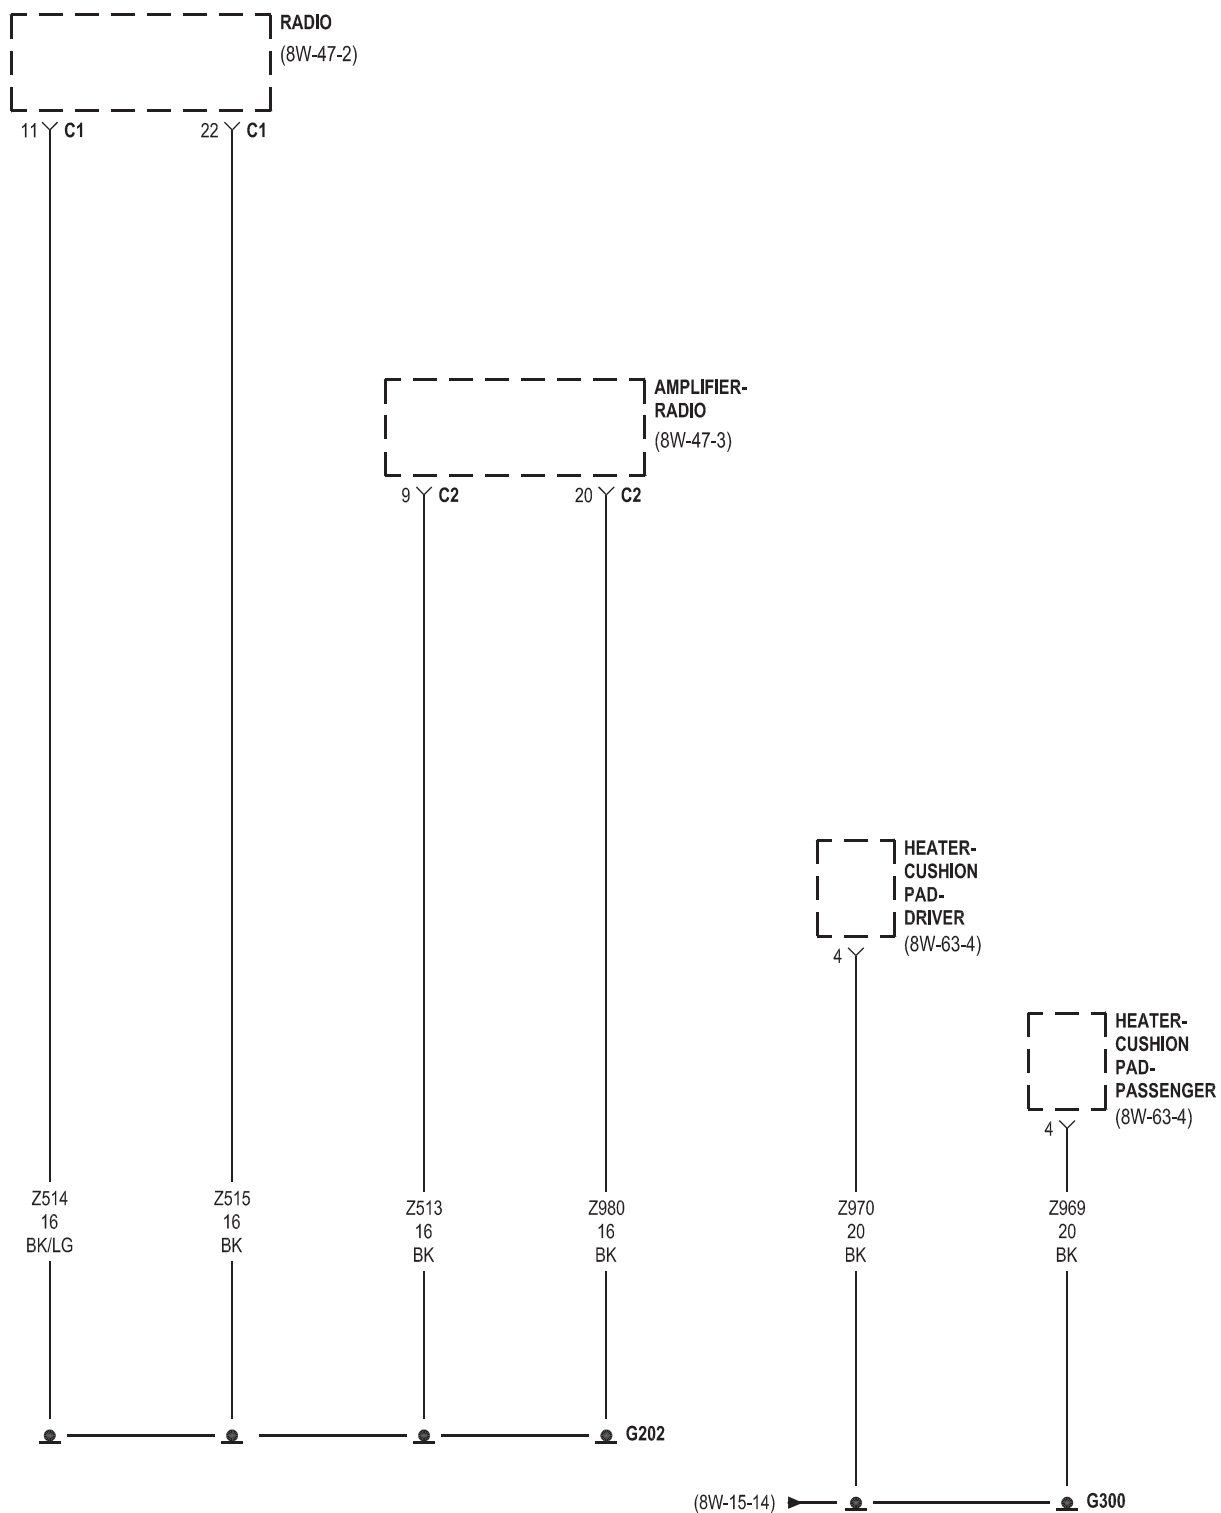 RADIO
(8W-47-2)
11 C1
22 C1
AMPLIFIER-
RADIO
(8W-47-3)
9 C2
20 C2
HEATER-
CUSHION
PAD-
DRIVER
(8W-63-4)
4
HEATER-
CUSHION
PAD-
PASSENGER
(8W-63-4)
4
Z514
16
BK/LG
Z515
16
BK
Z513
16
BK
Z980
16
BK
Z970
20
BK
Z969
20
BK
G202
(8W-15-14)
G300